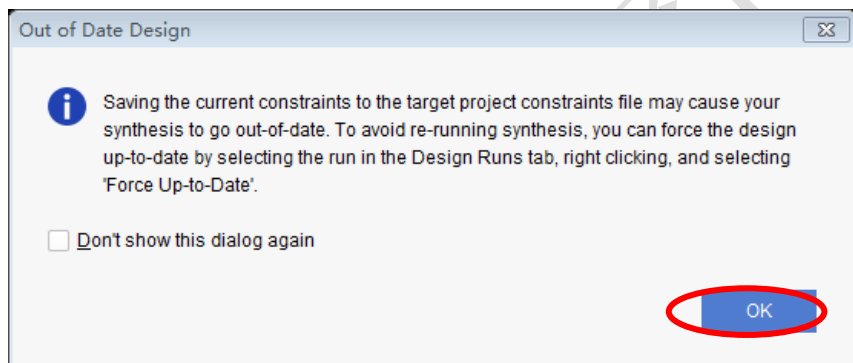 Out of Date Design
Saving the current constraints to the target project constraints file may cause your
synthesis to go out-of-date. To avoid re-running synthesis, you can force the design
up-to-date by selecting the run in the Design Runs tab, right clicking, and selecting
'Force Up-to-Date'.
Don't show this dialog again
OK